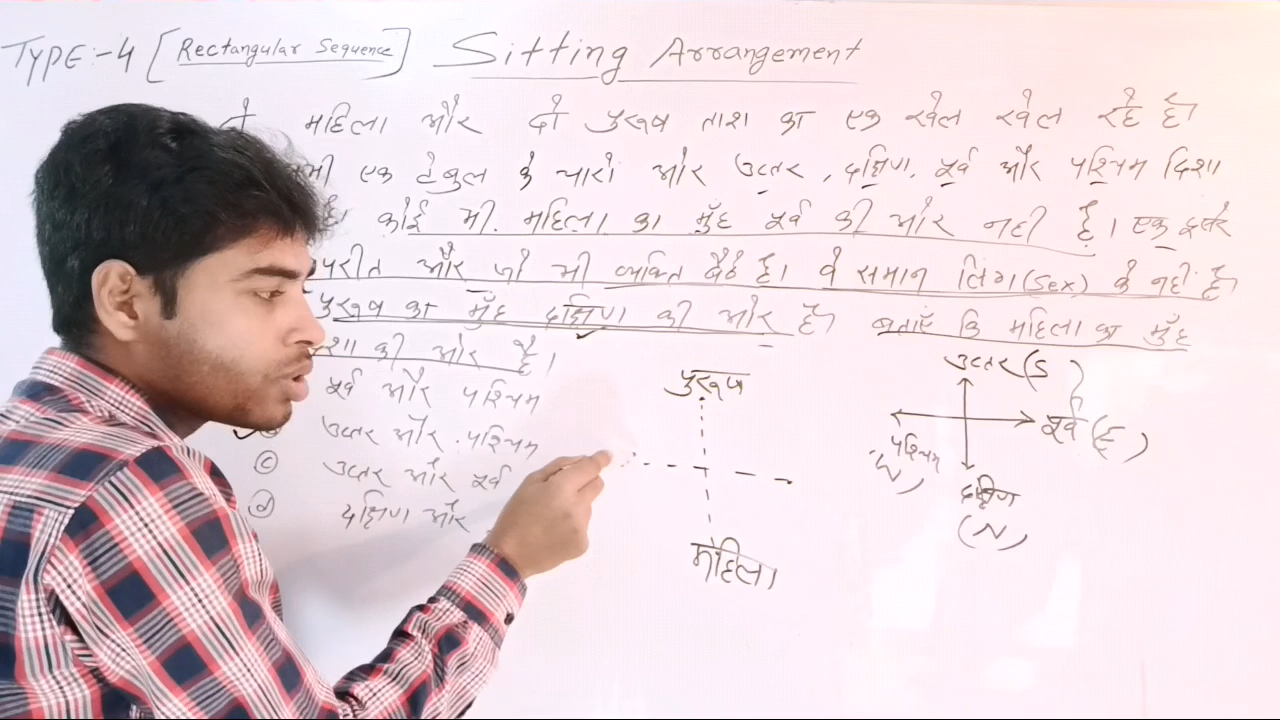 TYPE:-4 [Rectangular Sequence] Sitting Arrangement
महिला और दो पुरूष ताश का एक खेल खेल रहे है।
एक टेबुल के चारो ओर उत्तर, दक्षिण, पूर्व और पश्चिम दिशा
कोई भी महिला का मुँह पूर्व की ओर नही है। एक दूसरे
और जो भी व्यक्ति बैठे है। वे समान लिंग (Sex) के नही है।
पुरूष का मुँह दक्षिण की ओर है। बताएँ कि महिला का मुँह
की ओर है।
पूर्व और पश्चिम
उत्तर और पश्चिम
(c) उत्तर और पूर्व
(d) दक्षिण और
पुरूष
महिला
उत्तर (S)
पूर्व (E)
पश्चिम (W)
दक्षिण (N)